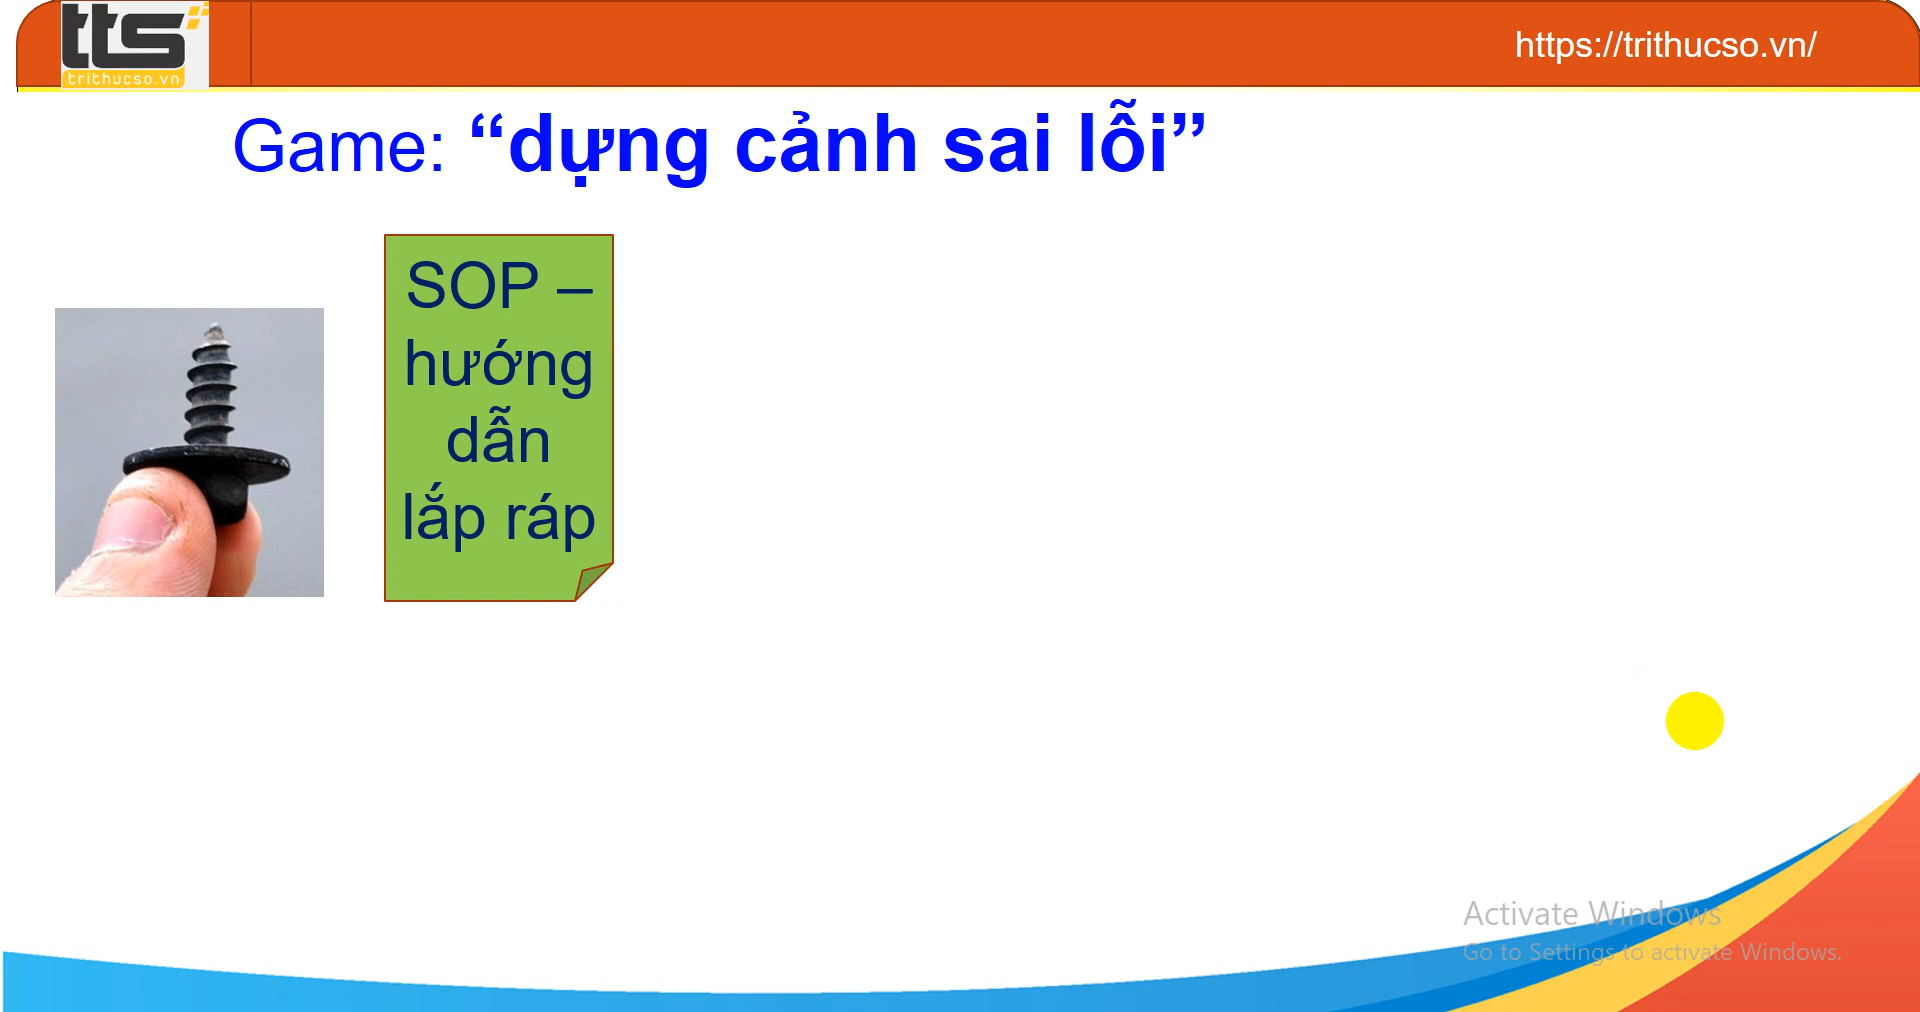 tts
trithucso.vn
https://trithucso.vn/
Game: “dựng cảnh sai lỗi”
SOP –
hướng
dẫn
lắp ráp
Activate Windows
Go to Settings to activate Windows.